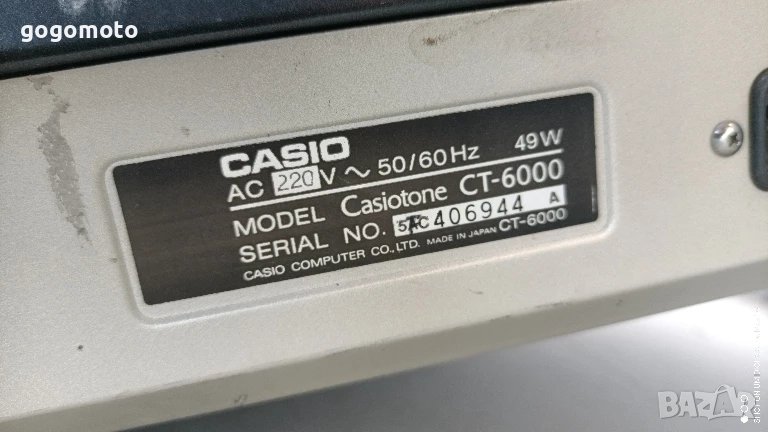 gogomoto
CASIO
AC 220 V ~ 50/60 Hz 49W
MODEL Casiotone CT-6000
SERIAL NO. 406944 A
CASIO COMPUTER CO., LTD. MADE IN JAPAN CT-6000
BAZAR